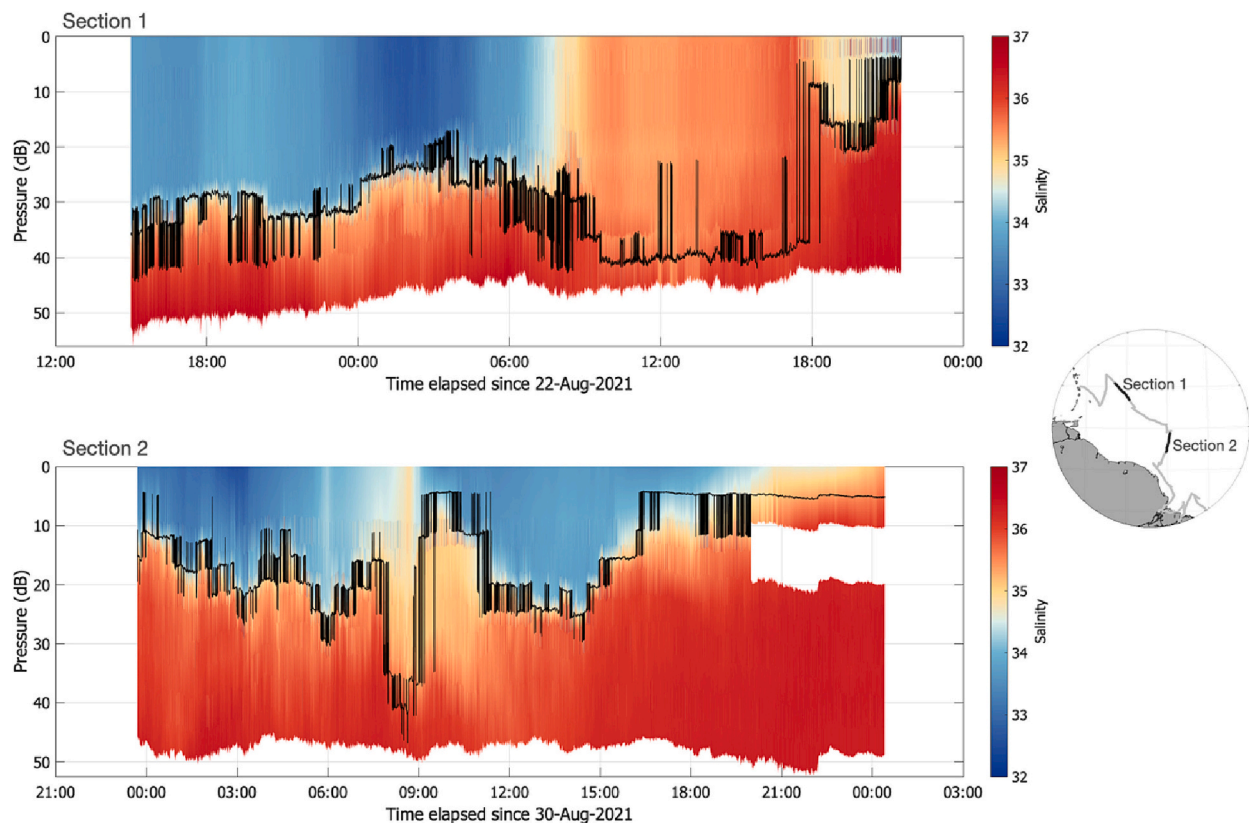 Section 1
0
10
20
30
40
50
Pressure (dB)
12:00 18:00 00:00 06:00 12:00 18:00 00:00
Time elapsed since 22-Aug-2021
37
36
35
34
33
32
Salinity
Section 1
Section 2
Section 2
0
10
20
30
40
50
Pressure (dB)
21:00 00:00 03:00 06:00 09:00 12:00 15:00 18:00 21:00 00:00 03:00
Time elapsed since 30-Aug-2021
37
36
35
34
33
32
Salinity